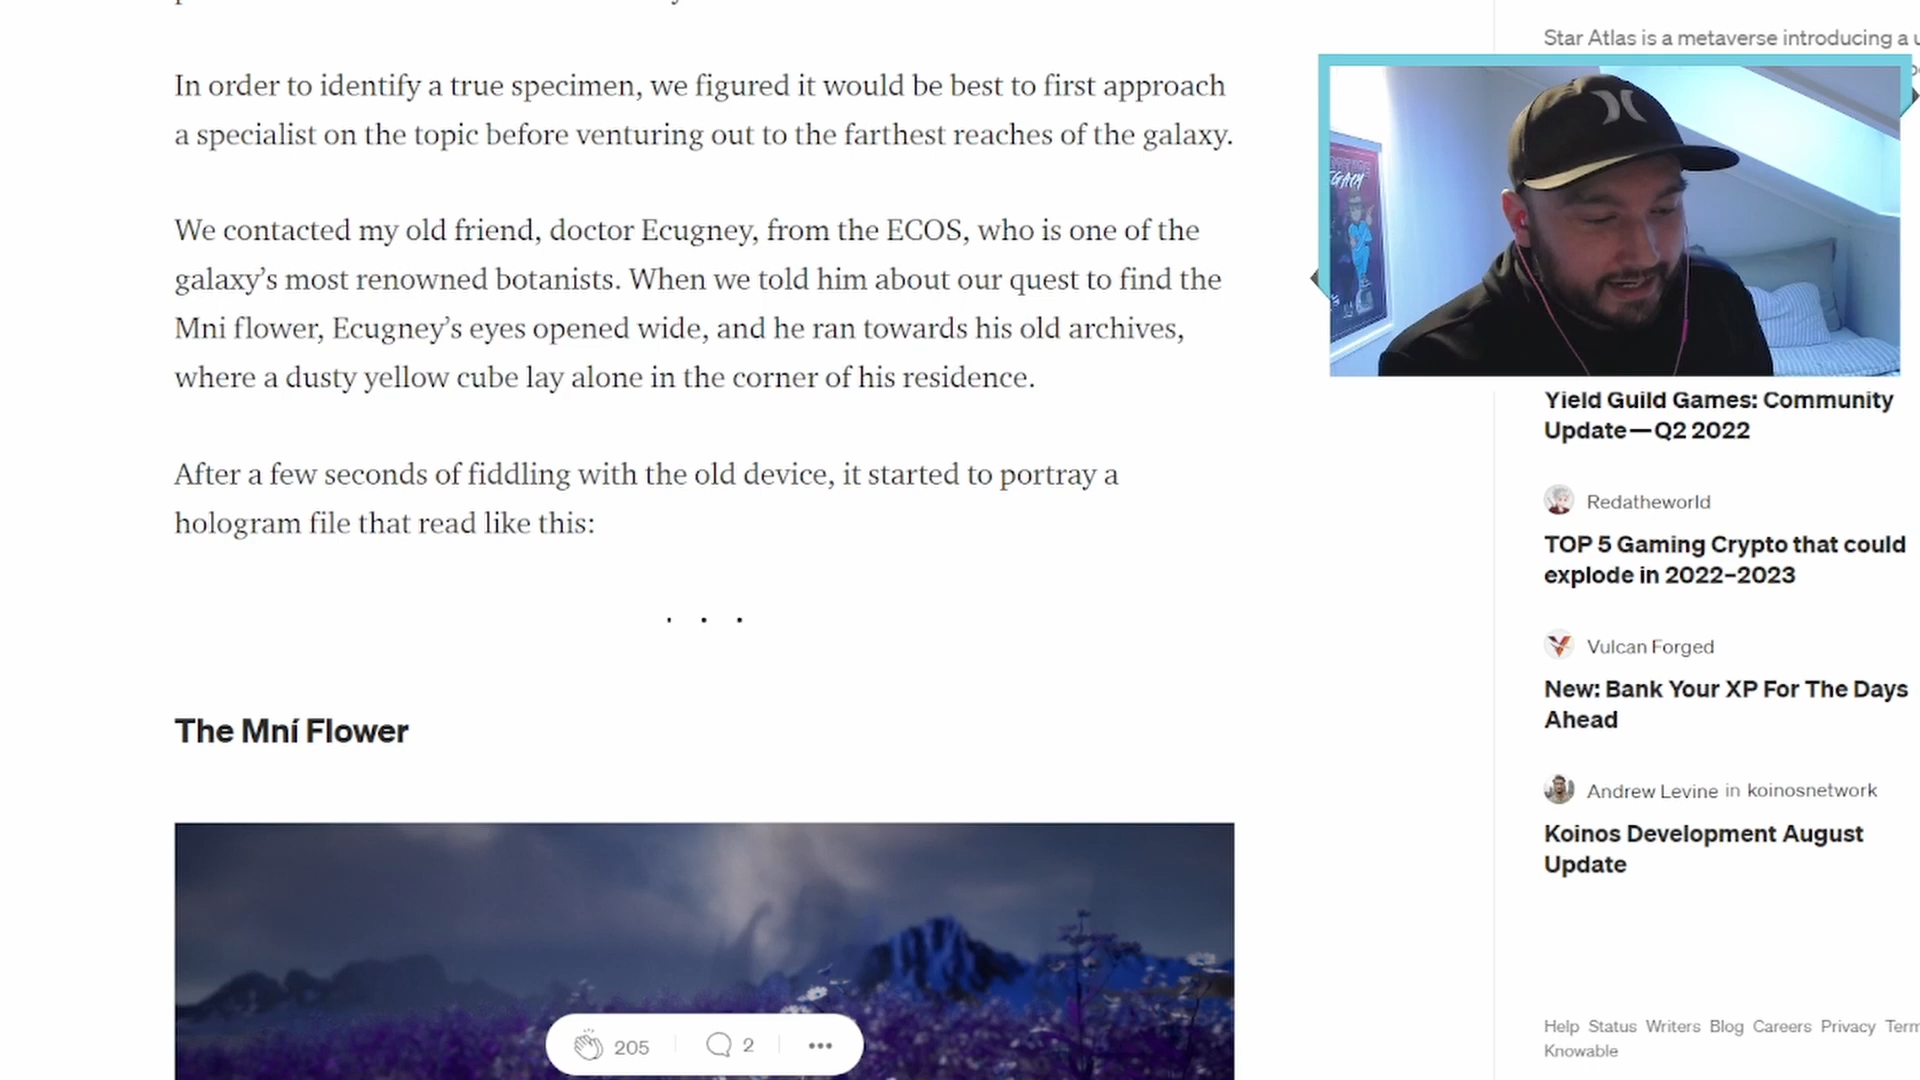 In order to identify a true specimen, we figured it would be best to first approach
a specialist on the topic before venturing out to the farthest reaches of the galaxy.
We contacted my old friend, doctor Ecugney, from the ECOS, who is one of the
galaxy’s most renowned botanists. When we told him about our quest to find the
Mni flower, Ecugney’s eyes opened wide, and he ran towards his old archives,
where a dusty yellow cube lay alone in the corner of his residence.
After a few seconds of fiddling with the old device, it started to portray a
hologram file that read like this:
. . .
The Mní Flower
205
2
Star Atlas is a metaverse introducing a
Yield Guild Games: Community
Update—Q2 2022
Redatheworld
TOP 5 Gaming Crypto that could
explode in 2022–2023
Vulcan Forged
New: Bank Your XP For The Days
Ahead
Andrew Levine in koinosnetwork
Koinos Development August
Update
Help Status Writers Blog Careers Privacy Term
Knowable